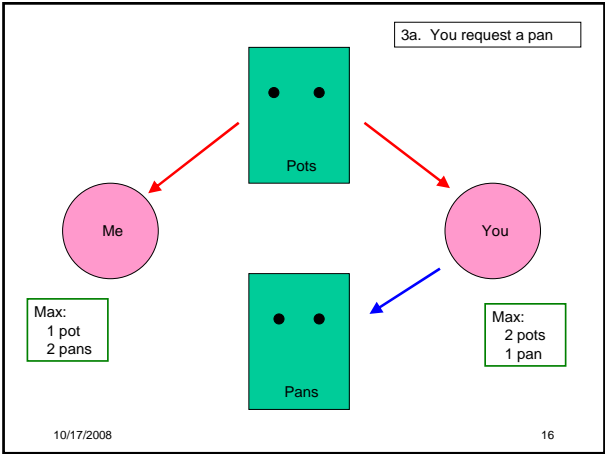 3a. You request a pan
Pots
Me
You
Max:
1 pot
2 pans
Max:
2 pots
1 pan
Pans
10/17/2008
16